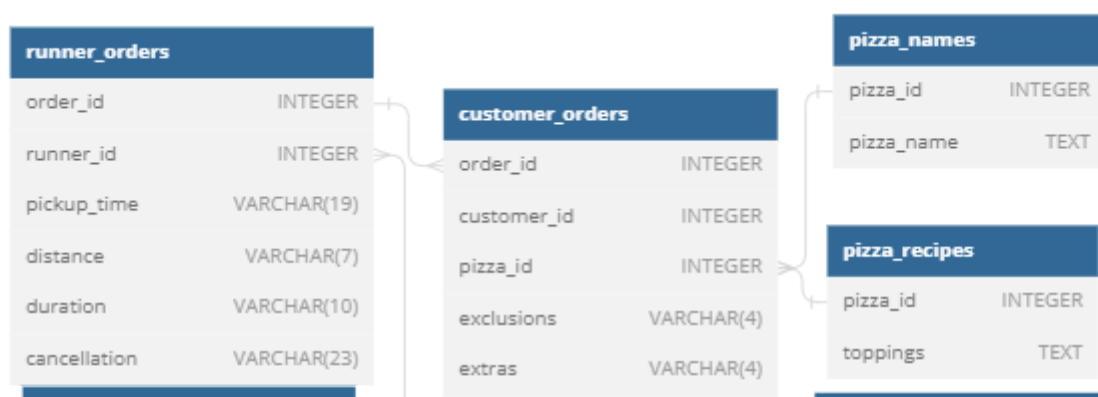 runner_orders
order_id INTEGER
runner_id INTEGER
pickup_time VARCHAR(19)
distance VARCHAR(7)
duration VARCHAR(10)
cancellation VARCHAR(23)
customer_orders
order_id INTEGER
customer_id INTEGER
pizza_id INTEGER
exclusions VARCHAR(4)
extras VARCHAR(4)
pizza_names
pizza_id INTEGER
pizza_name TEXT
pizza_recipes
pizza_id INTEGER
toppings TEXT